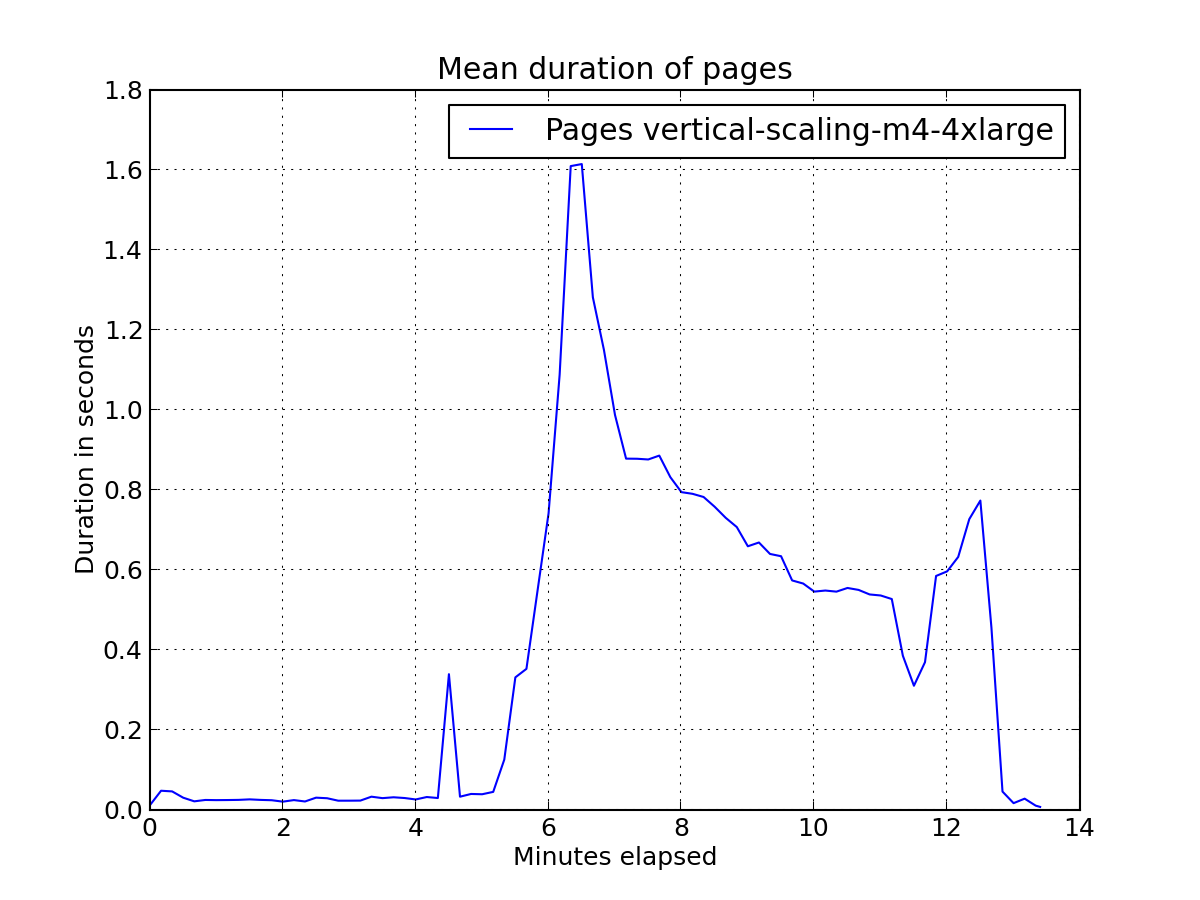 Mean duration of pages
Pages vertical-scaling-m4-4xlarge
1.8
1.6
1.4
1.2
1.0
0.8
0.6
0.4
0.2
0.0
Duration in seconds
0 2 4 6 8 10 12 14
Minutes elapsed